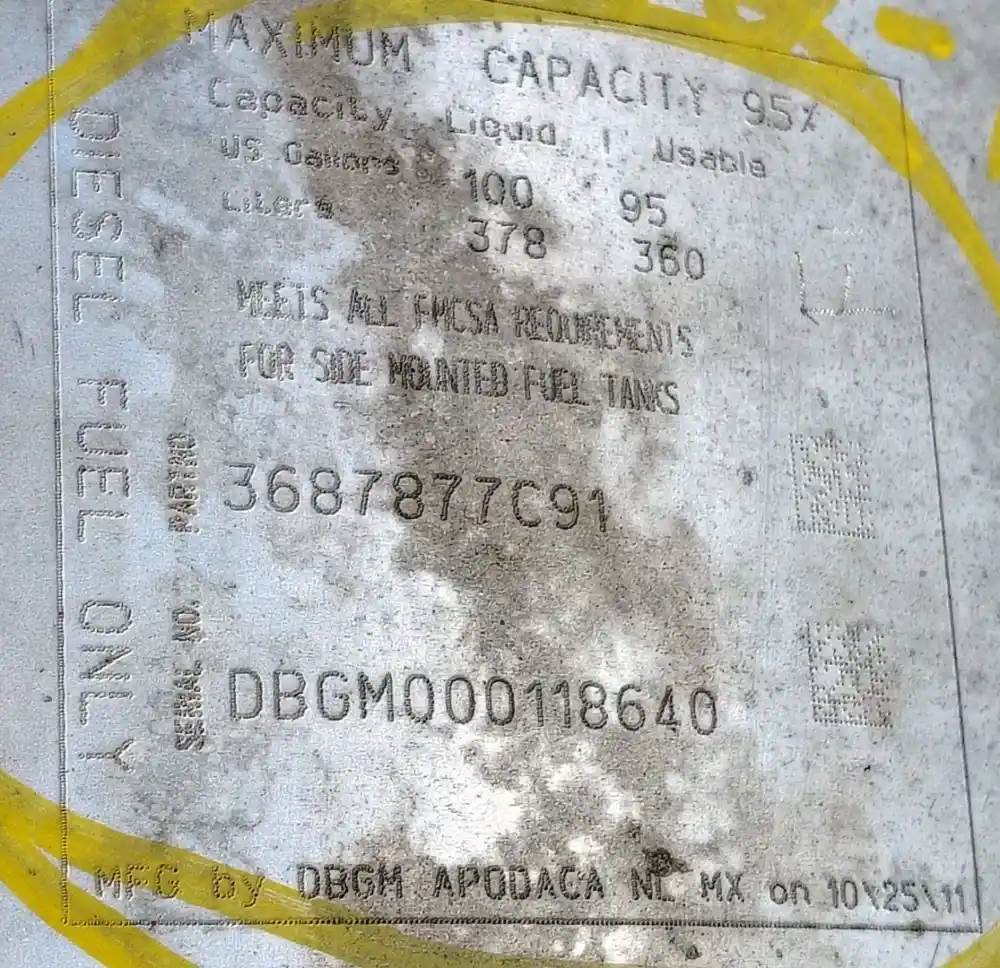 MAXIMUM CAPACITY 95%
Capacity Liquid | Usable
US Gallons 100 95
Liters 378 360
MEETS ALL FMCSA REQUIREMENTS
FOR SIDE MOUNTED FUEL TANKS
PART NO 3687877C91
SERIAL NO. DBGM000118640
DIESEL FUEL ONLY
MFG by DBGM APODACA NL MX on 10\25\11